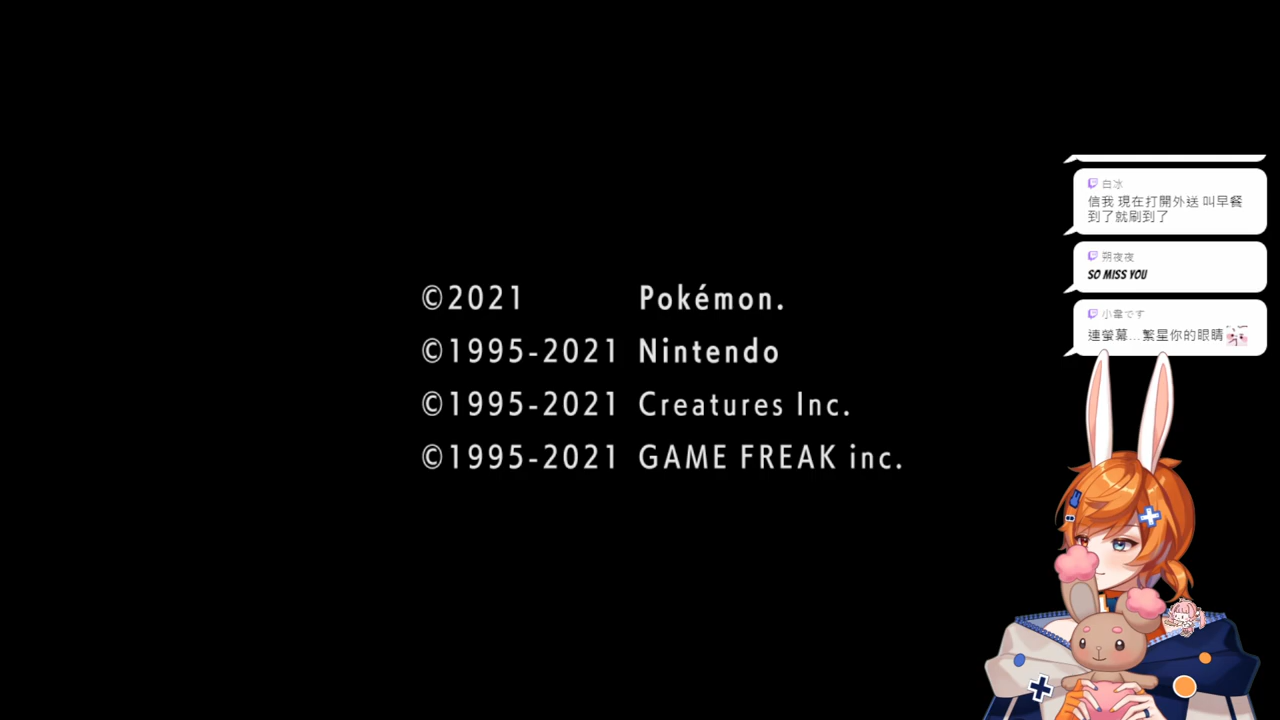 ©2021 Pokémon.
©1995-2021 Nintendo
©1995-2021 Creatures Inc.
©1995-2021 GAME FREAK inc.
白冰
信我 現在打開外送 叫早餐
到了就刷到了
朔夜夜
SO MISS YOU
小韋です
連螢幕...繁星你的眼睛